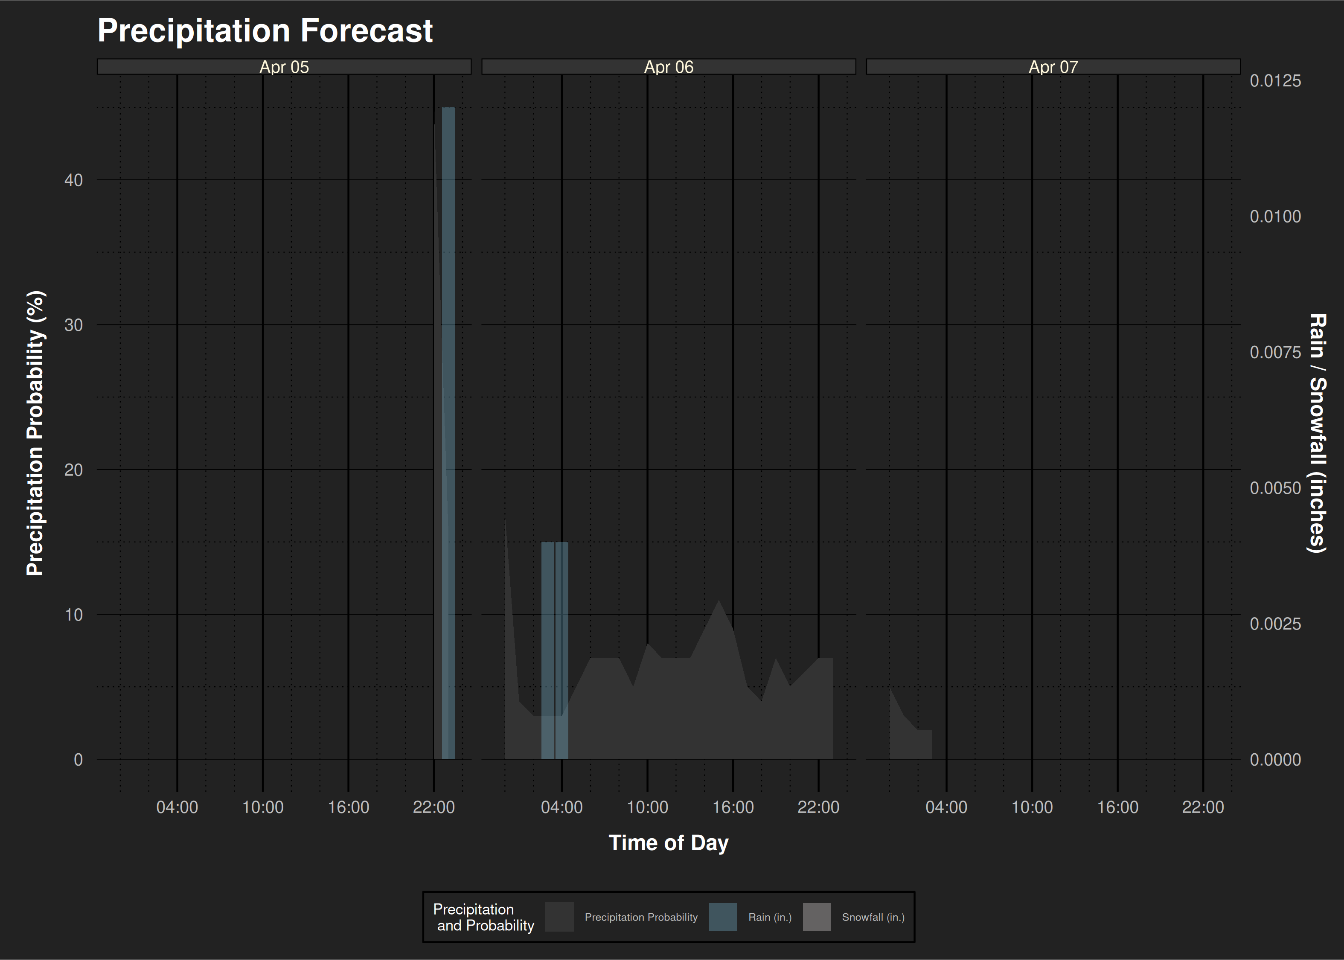 Precipitation Forecast
Apr 05
Apr 06
Apr 07
Precipitation Probability (%)
40
30
20
10
0
0.0125
0.0100
0.0075
0.0050
0.0025
0.0000
Rain / Snowfall (inches)
04:00 10:00 16:00 22:00
04:00 10:00 16:00 22:00
04:00 10:00 16:00 22:00
Time of Day
Precipitation
and Probability
Precipitation Probability
Rain (in.)
Snowfall (in.)